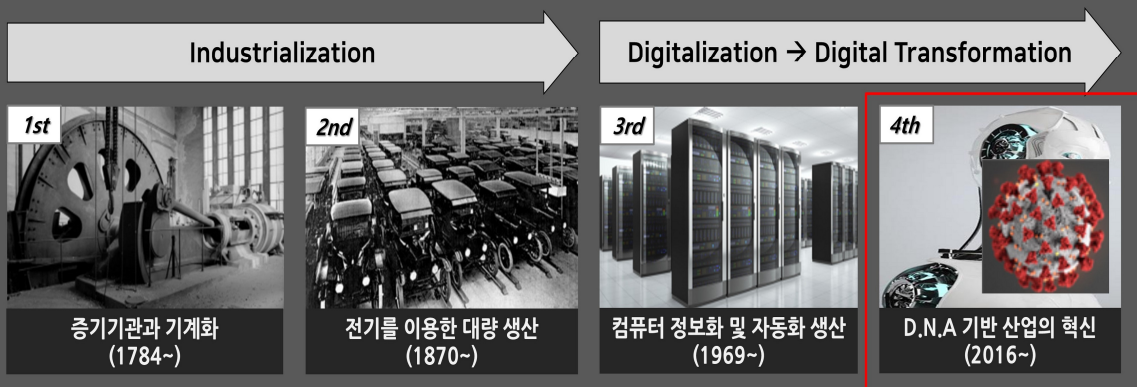 Industrialization
Digitalization → Digital Transformation
1st
2nd
3rd
4th
증기기관과 기계화
(1784~)
전기를 이용한 대량 생산
(1870~)
컴퓨터 정보화 및 자동화 생산
(1969~)
D.N.A 기반 산업의 혁신
(2016~)